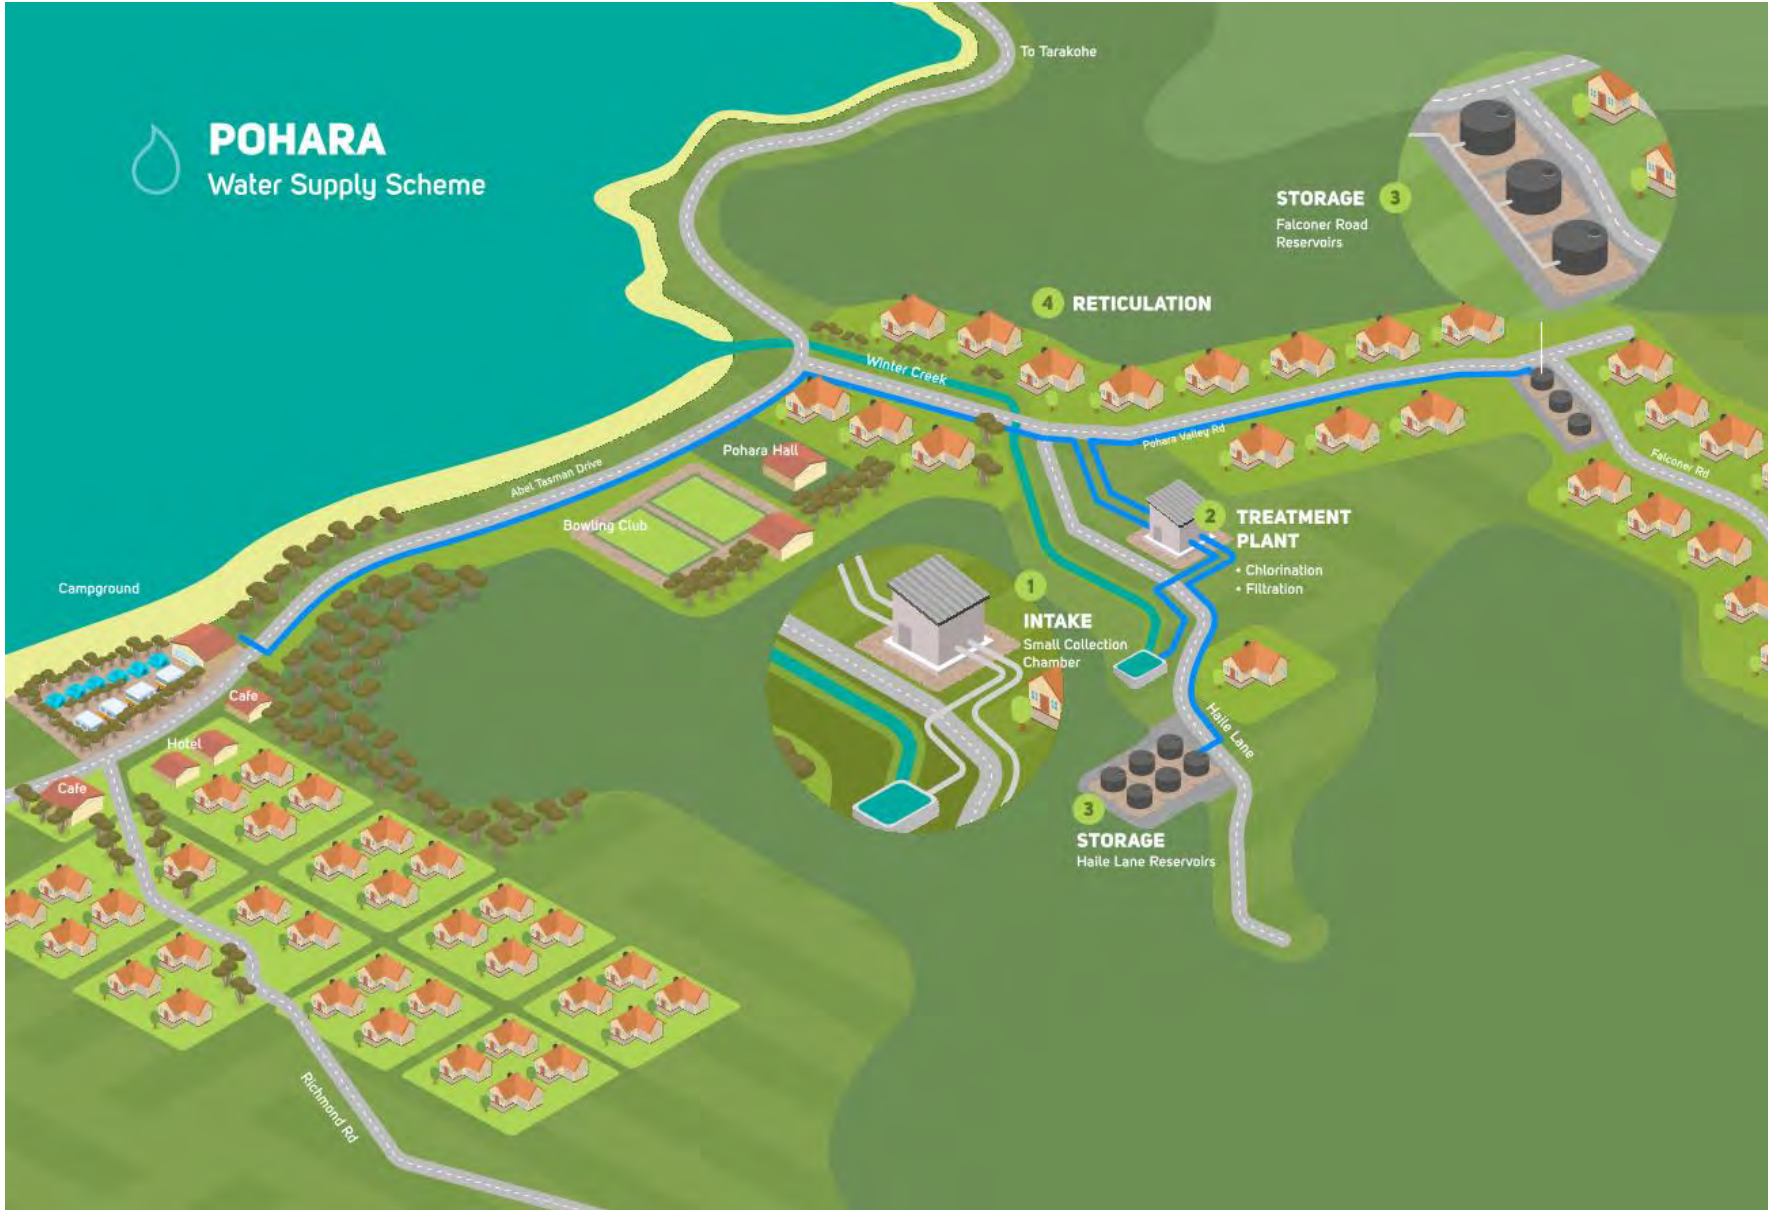 POHARA
Water Supply Scheme
To Tarakohe
STORAGE 3
Falconer Road
Reservoirs
4 RETICULATION
Winter Creek
Pohara Valley Rd
Falconer Rd
Pohara Hall
Abel Tasman Drive
Bowling Club
2 TREATMENT
PLANT
• Chlorination
• Filtration
1
INTAKE
Small Collection
Chamber
Campground
Cafe
Hotel
Cafe
Haile Lane
3
STORAGE
Haile Lane Reservoirs
Richmond Rd